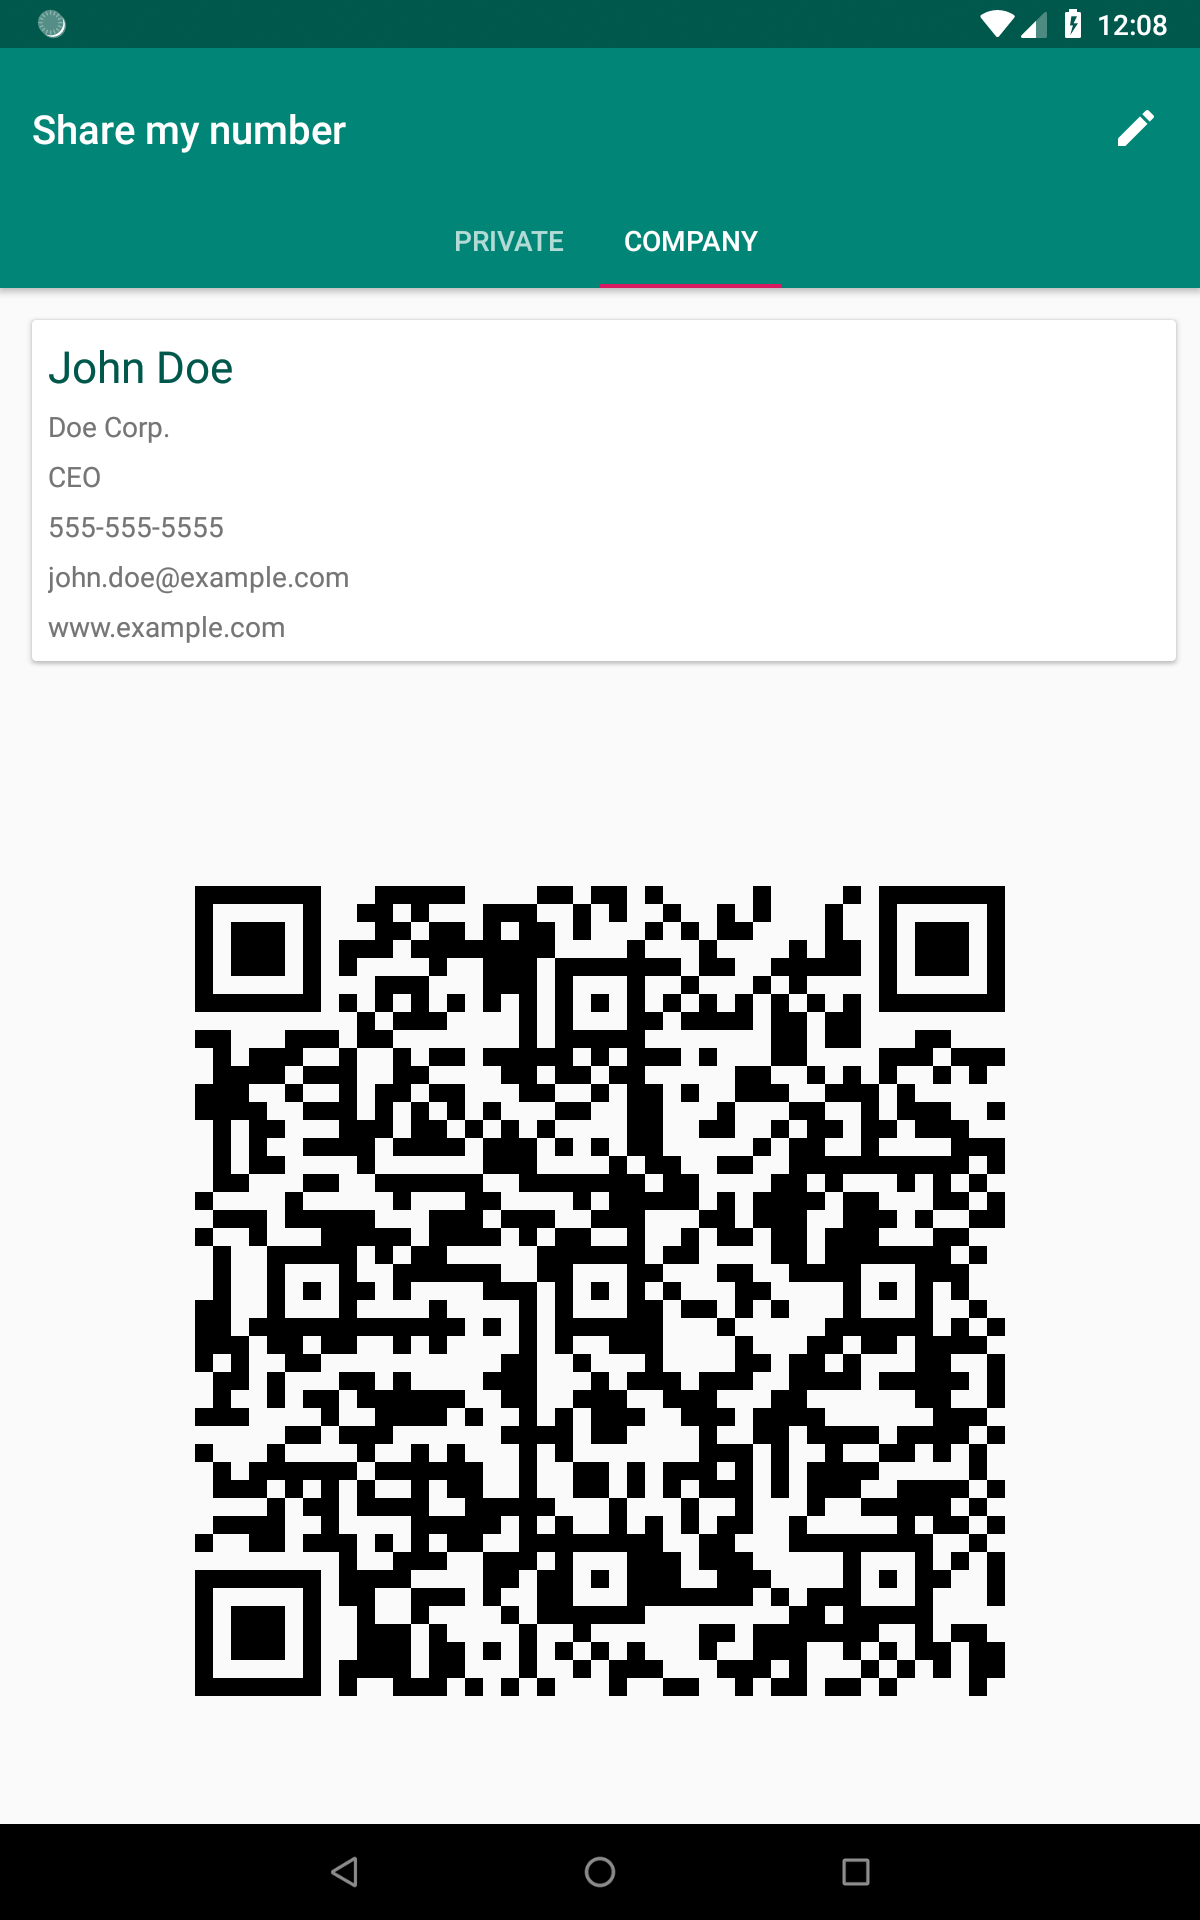 12:08
Share my number
PRIVATE COMPANY
John Doe
Doe Corp.
CEO
555-555-5555
john.doe@example.com
www.example.com